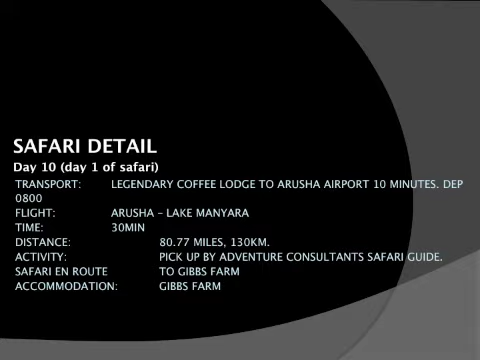 SAFARI DETAIL
Day 10 (day 1 of safari)
TRANSPORT: LEGENDARY COFFEE LODGE TO ARUSHA AIRPORT 10 MINUTES. DEP
0800
FLIGHT: ARUSHA – LAKE MANYARA
TIME: 30MIN
DISTANCE: 80.77 MILES, 130KM.
ACTIVITY: PICK UP BY ADVENTURE CONSULTANTS SAFARI GUIDE.
SAFARI EN ROUTE TO GIBBS FARM
ACCOMMODATION: GIBBS FARM